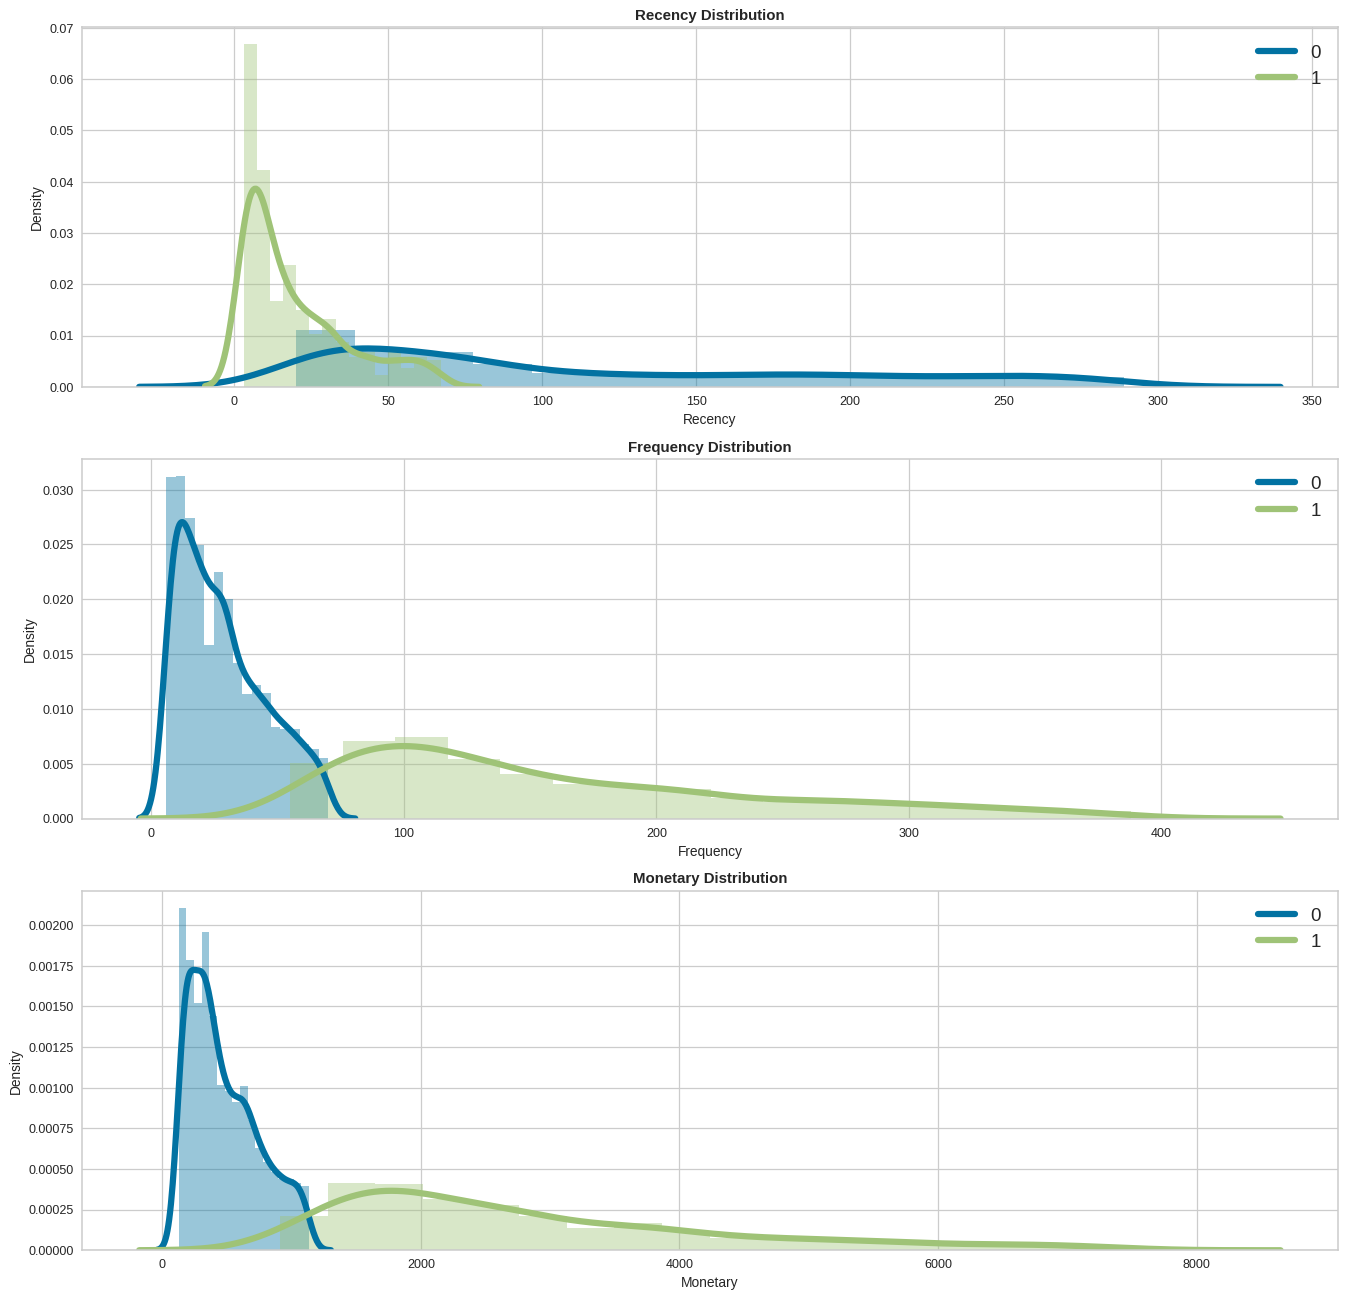 Recency Distribution
0.07
0.06
0.05
0.04
0.03
0.02
0.01
0.00
Density
0
1
0 50 100 150 200 250 300 350
Recency
Frequency Distribution
0.030
0.025
0.020
0.015
0.010
0.005
0.000
Density
0
1
0 100 200 300 400
Frequency
Monetary Distribution
0.00200
0.00175
0.00150
0.00125
0.00100
0.00075
0.00050
0.00025
0.00000
Density
0
1
0 2000 4000 6000 8000
Monetary